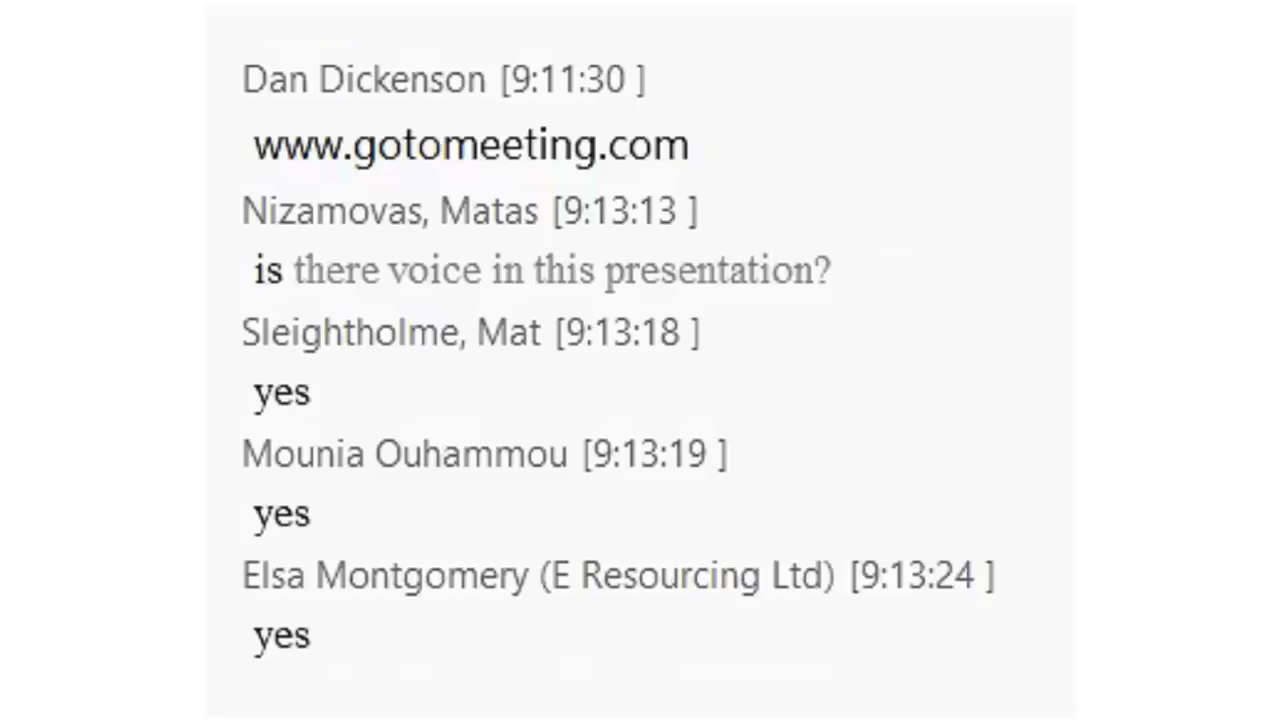 Dan Dickenson [9:11:30 ]
www.gotomeeting.com
Nizamovas, Matas [9:13:13 ]
is there voice in this presentation?
Sleightholme, Mat [9:13:18 ]
yes
Mounia Ouhammou [9:13:19 ]
yes
Elsa Montgomery (E Resourcing Ltd) [9:13:24 ]
yes